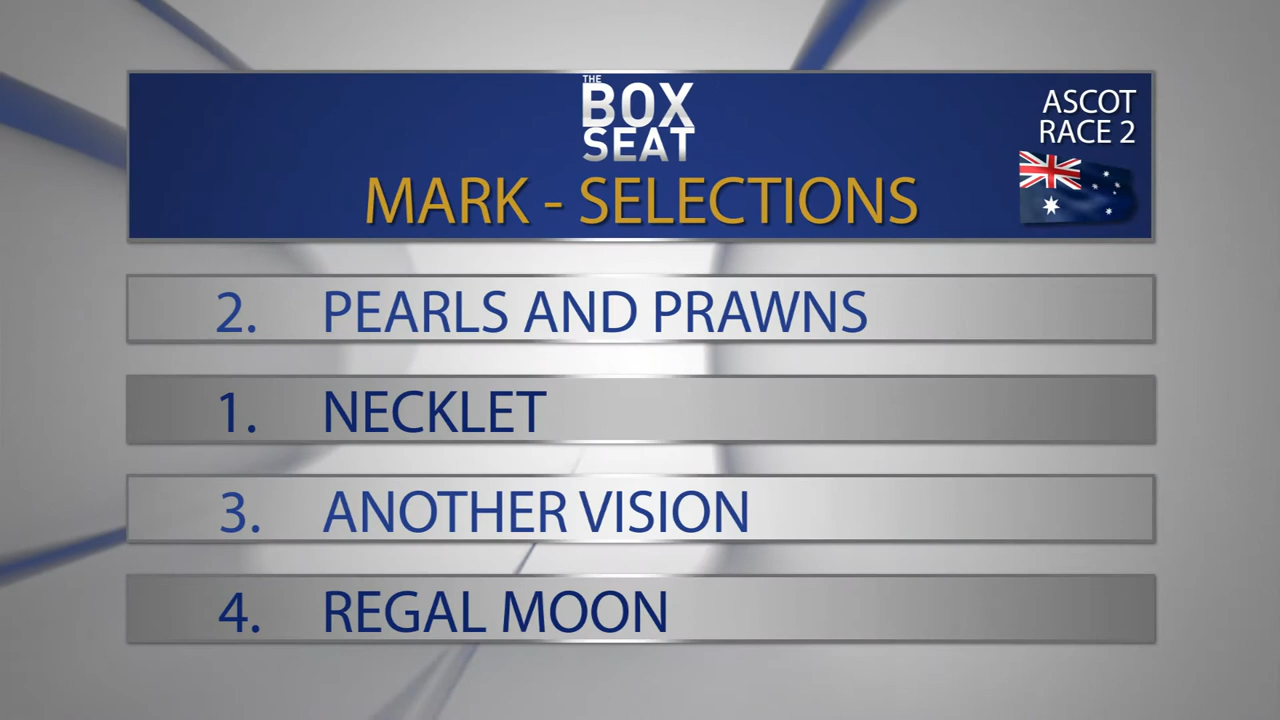 THE
BOX
SEAT
ASCOT
RACE 2
MARK - SELECTIONS
2. PEARLS AND PRAWNS
1. NECKLET
3. ANOTHER VISION
4. REGAL MOON